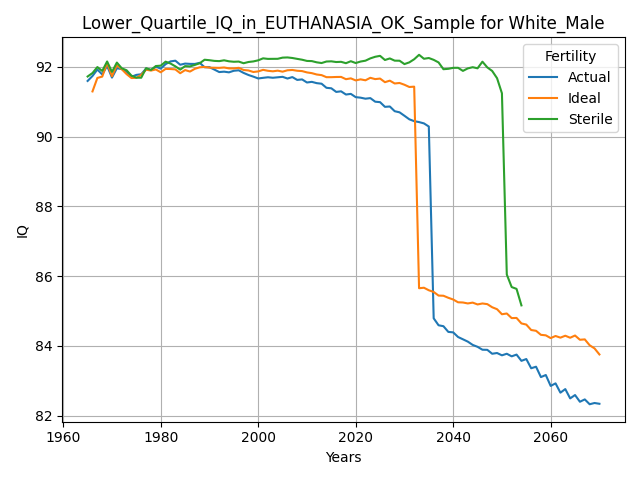 Lower_Quartile_IQ_in_EUTHANASIA_OK_Sample for White_Male
Fertility
Actual
Ideal
Sterile
IQ
92
90
88
86
84
82
1960
1980
2000
2020
2040
2060
Years